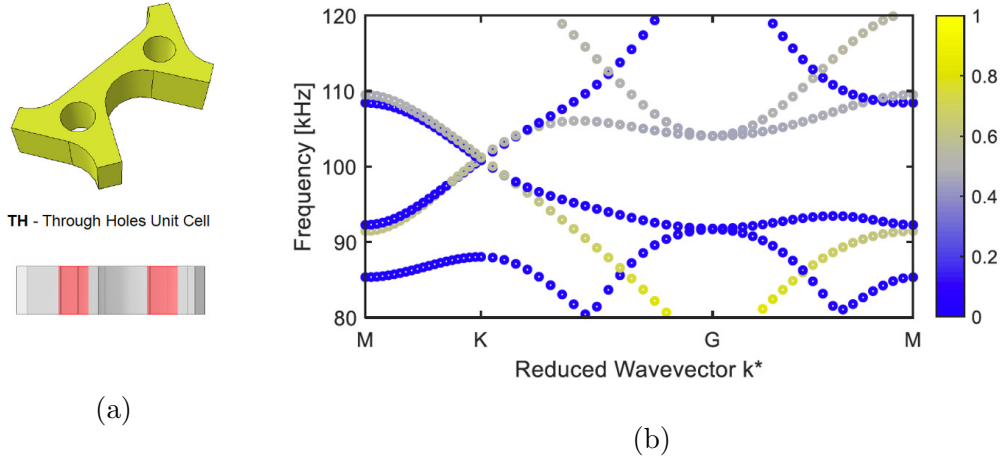 TH - Through Holes Unit Cell
(a)
Frequency [kHz]
120
110
100
90
80
M
K
G
M
Reduced Wavevector k*
1
0.8
0.6
0.4
0.2
0
(b)